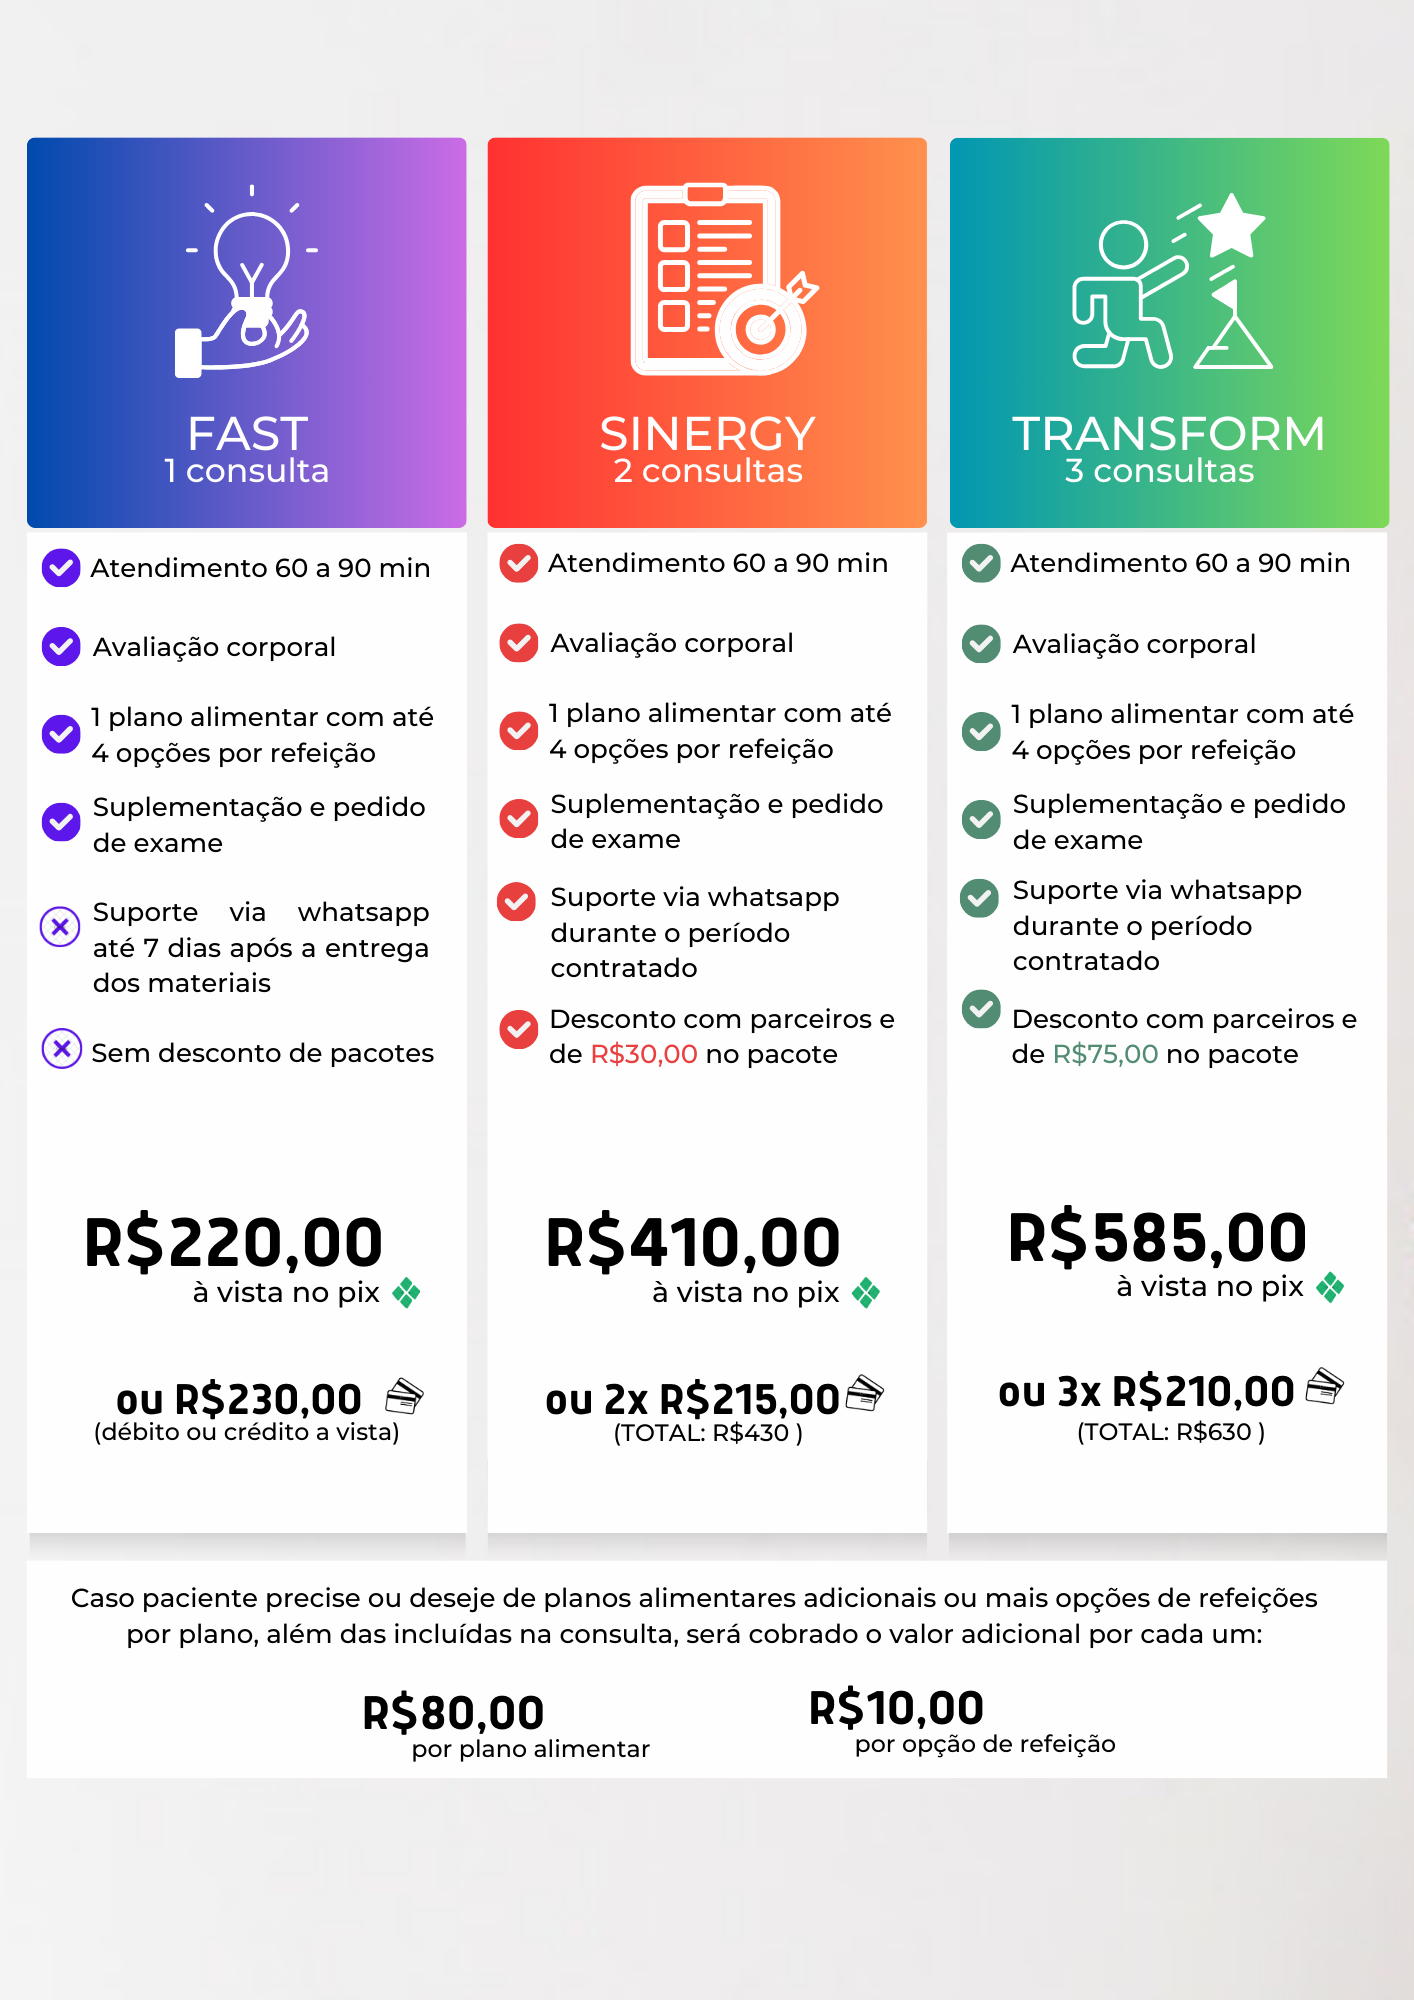 FAST
1 consulta
Atendimento 60 a 90 min
Avaliação corporal
1 plano alimentar com até
4 opções por refeição
Suplementação e pedido
de exame
Suporte via whatsapp
até 7 dias após a entrega
dos materiais
Sem desconto de pacotes
R$220,00
à vista no pix
ou R$230,00
(débito ou crédito a vista)
SINERGY
2 consultas
Atendimento 60 a 90 min
Avaliação corporal
1 plano alimentar com até
4 opções por refeição
Suplementação e pedido
de exame
Suporte via whatsapp
durante o período
contratado
Desconto com parceiros e
de R$30,00 no pacote
R$410,00
à vista no pix
ou 2x R$215,00
(TOTAL: R$430 )
TRANSFORM
3 consultas
Atendimento 60 a 90 min
Avaliação corporal
1 plano alimentar com até
4 opções por refeição
Suplementação e pedido
de exame
Suporte via whatsapp
durante o período
contratado
Desconto com parceiros e
de R$75,00 no pacote
R$585,00
à vista no pix
ou 3x R$210,00
(TOTAL: R$630 )
Caso paciente precise ou deseje de planos alimentares adicionais ou mais opções de refeições
por plano, além das incluídas na consulta, será cobrado o valor adicional por cada um:
R$80,00
por plano alimentar
R$10,00
por opção de refeição